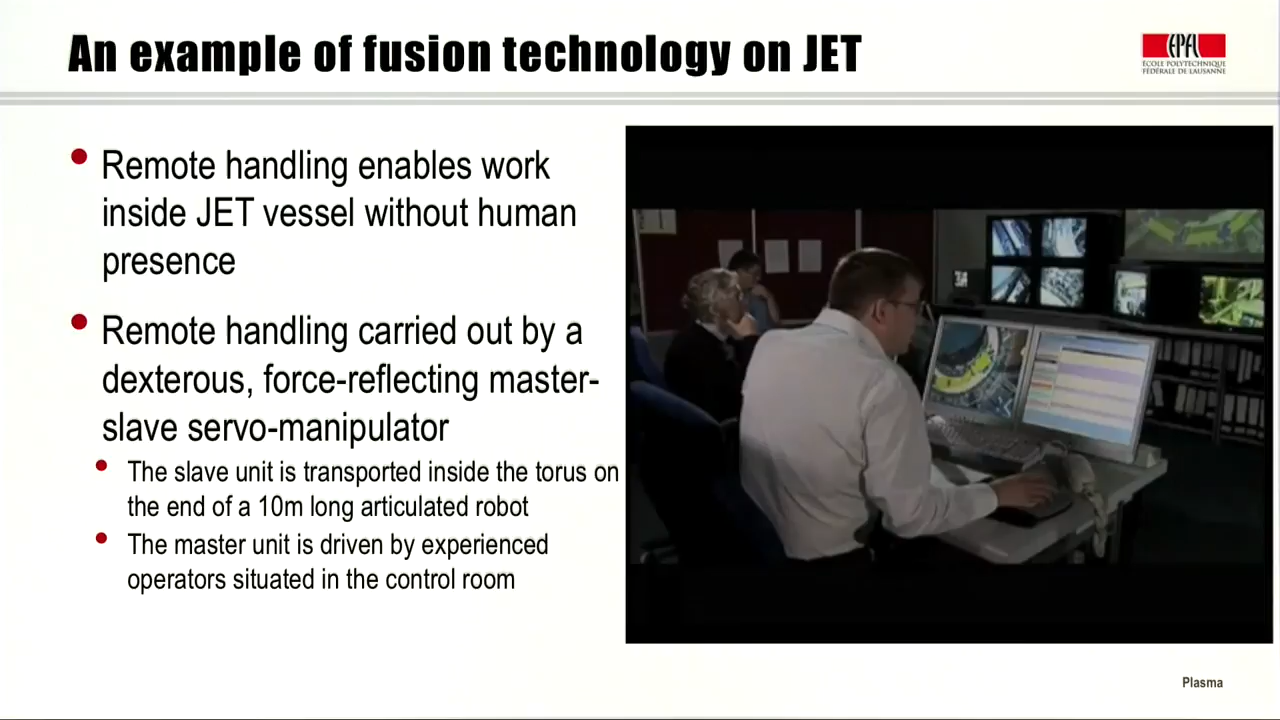 An example of fusion technology on JET
EPFL
ÉCOLE POLYTECHNIQUE
FÉDÉRALE DE LAUSANNE
• Remote handling enables work
inside JET vessel without human
presence
• Remote handling carried out by a
dexterous, force-reflecting master-
slave servo-manipulator
• The slave unit is transported inside the torus on
the end of a 10m long articulated robot
• The master unit is driven by experienced
operators situated in the control room
Plasma